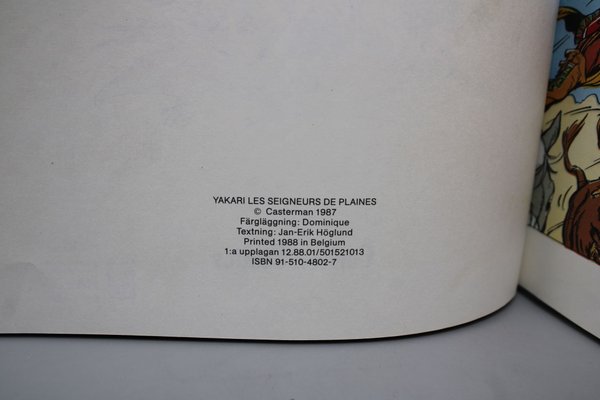 YAKARI LES SEIGNEURS DE PLAINES
© Casterman 1987
Färgläggning: Dominique
Textning: Jan-Erik Höglund
Printed 1988 in Belgium
1:a upplagan 12.88.01/501521013
ISBN 91-510-4802-7